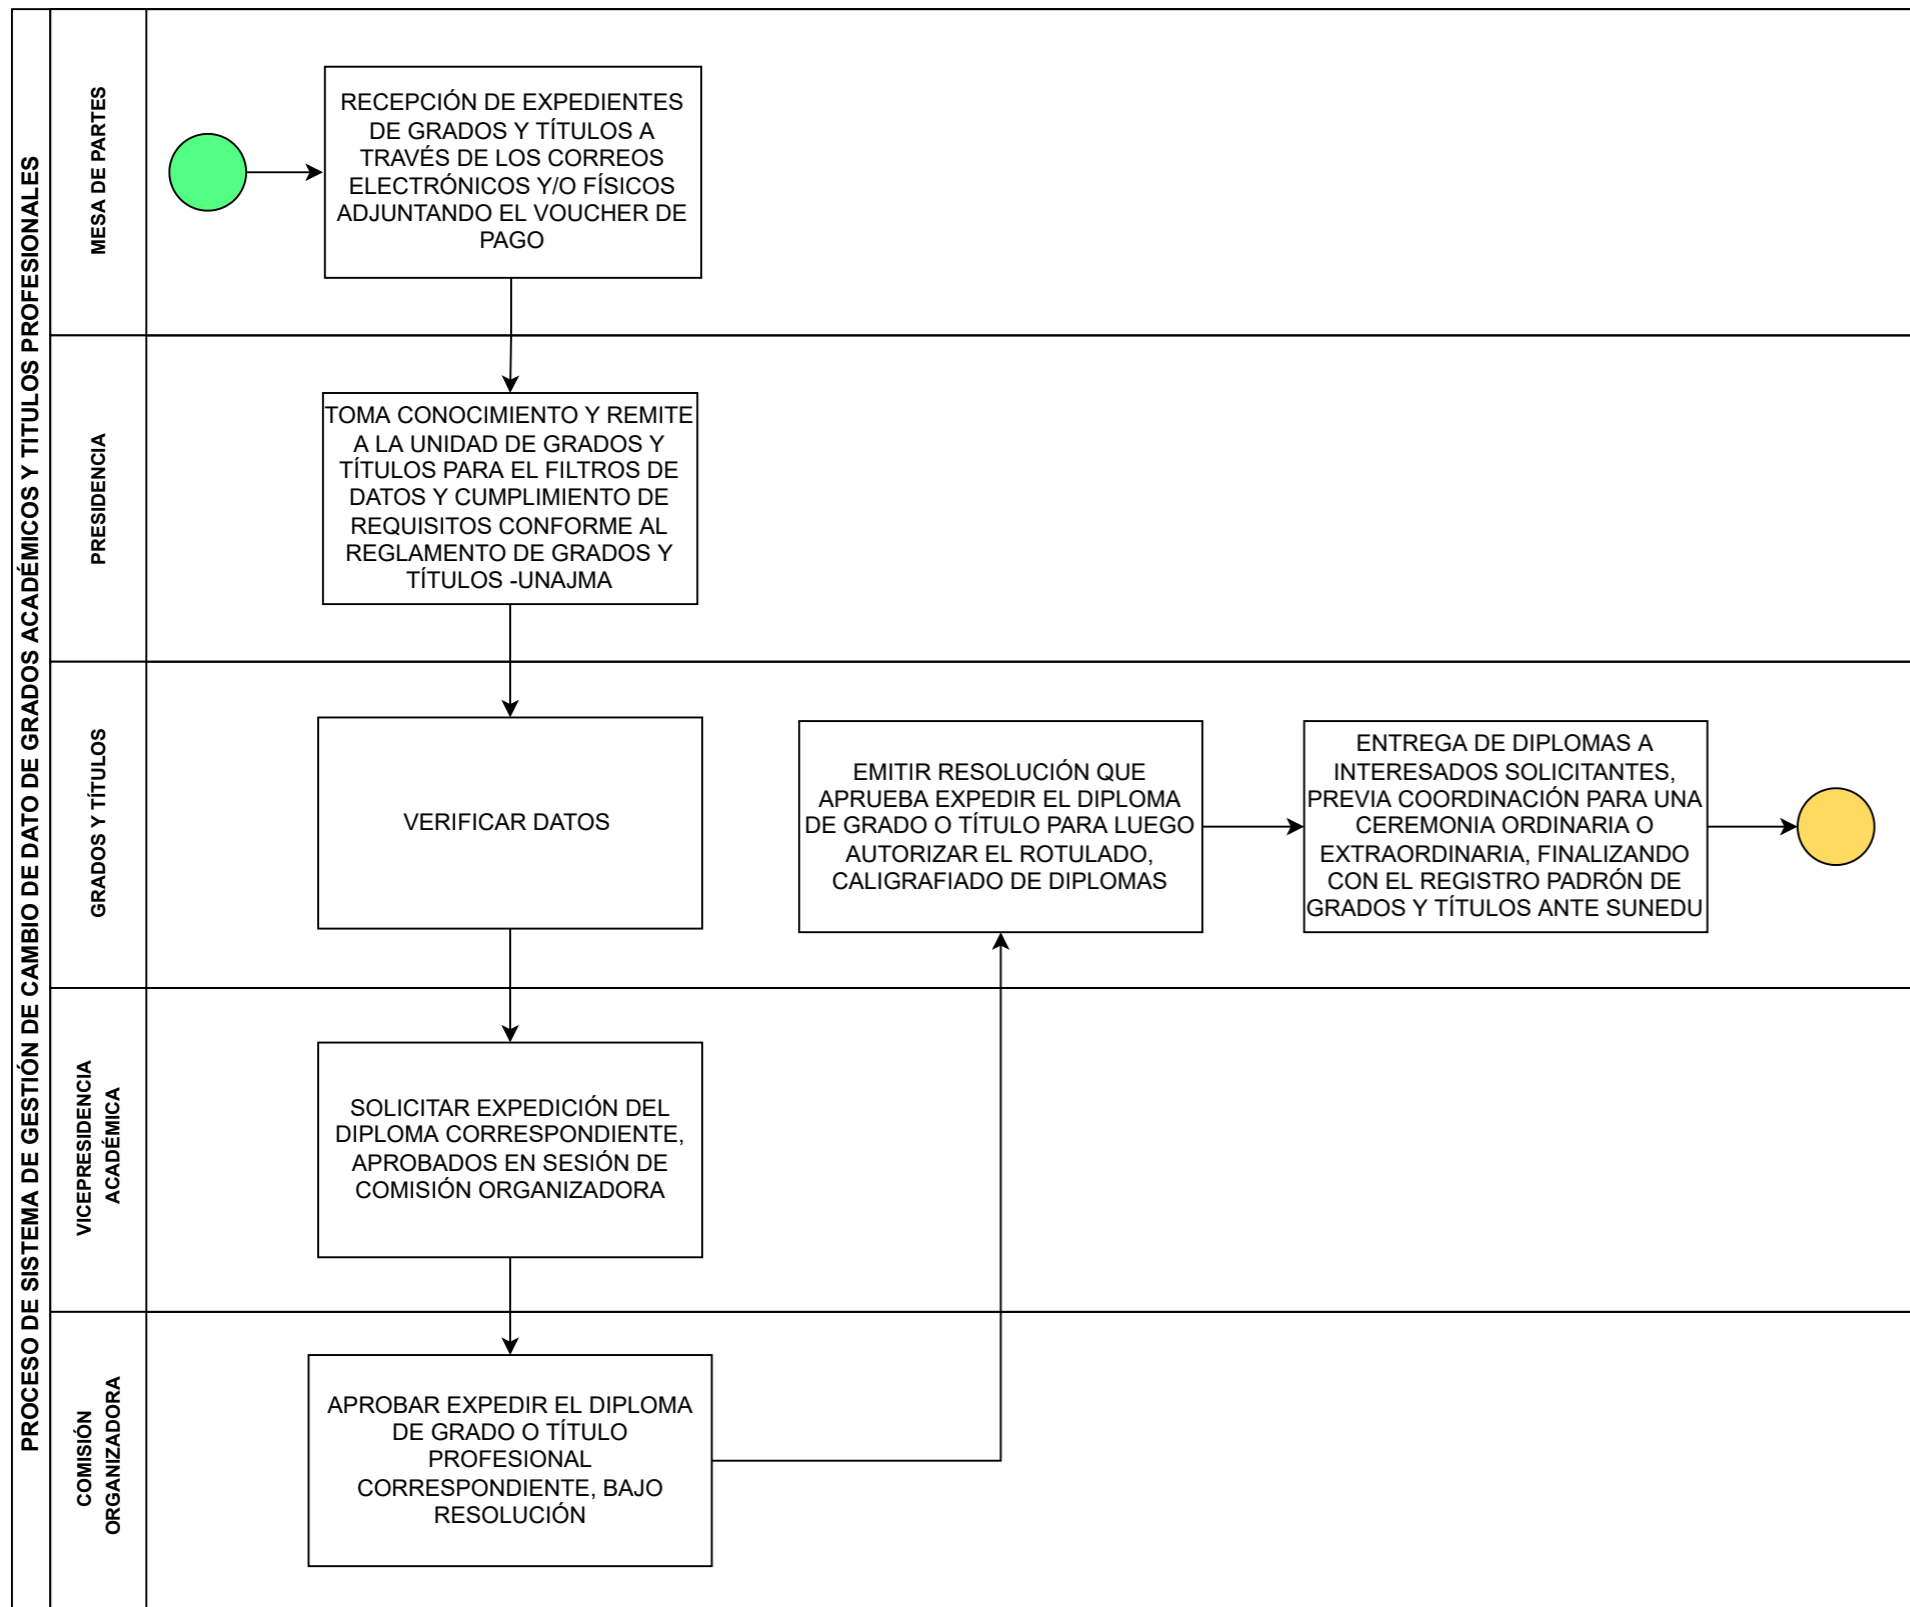 PROCESO DE SISTEMA DE GESTIÓN DE CAMBIO DE DATO DE GRADOS ACADÉMICOS Y TITULOS PROFESIONALES
MESA DE PARTES
RECEPCIÓN DE EXPEDIENTES
DE GRADOS Y TÍTULOS A
TRAVÉS DE LOS CORREOS
ELECTRÓNICOS Y/O FÍSICOS
ADJUNTANDO EL VOUCHER DE
PAGO
PRESIDENCIA
TOMA CONOCIMIENTO Y REMITE
A LA UNIDAD DE GRADOS Y
TÍTULOS PARA EL FILTROS DE
DATOS Y CUMPLIMIENTO DE
REQUISITOS CONFORME AL
REGLAMENTO DE GRADOS Y
TÍTULOS -UNAJMA
GRADOS Y TÍTULOS
VERIFICAR DATOS
EMITIR RESOLUCIÓN QUE
APRUEBA EXPEDIR EL DIPLOMA
DE GRADO O TÍTULO PARA LUEGO
AUTORIZAR EL ROTULADO,
CALIGRAFIADO DE DIPLOMAS
ENTREGA DE DIPLOMAS A
INTERESADOS SOLICITANTES,
PREVIA COORDINACIÓN PARA UNA
CEREMONIA ORDINARIA O
EXTRAORDINARIA, FINALIZANDO
CON EL REGISTRO PADRÓN DE
GRADOS Y TÍTULOS ANTE SUNEDU
VICEPRESIDENCIA
ACADÉMICA
SOLICITAR EXPEDICIÓN DEL
DIPLOMA CORRESPONDIENTE,
APROBADOS EN SESIÓN DE
COMISIÓN ORGANIZADORA
COMISIÓN
ORGANIZADORA
APROBAR EXPEDIR EL DIPLOMA
DE GRADO O TÍTULO
PROFESIONAL
CORRESPONDIENTE, BAJO
RESOLUCIÓN